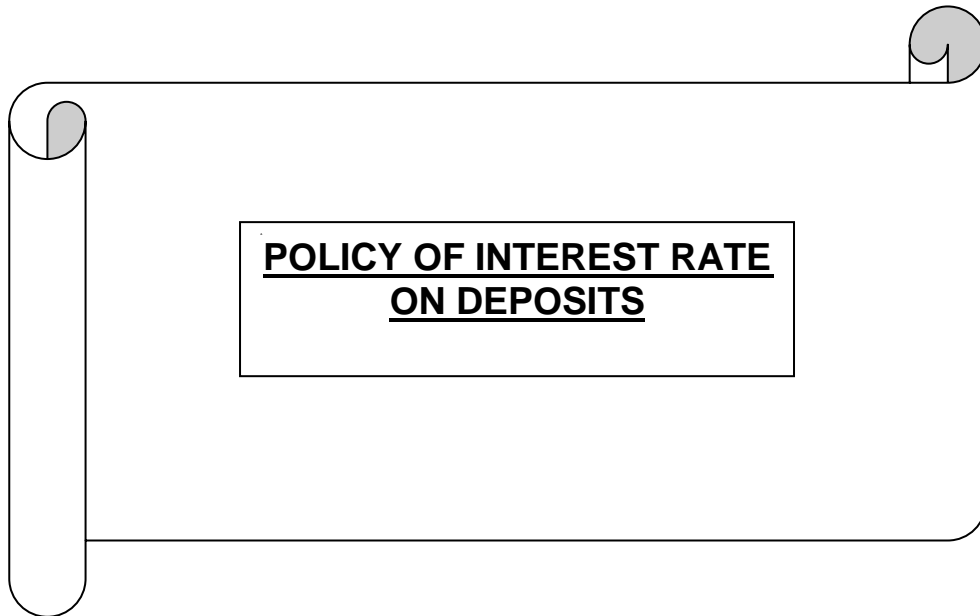 POLICY OF INTEREST RATE
ON DEPOSITS